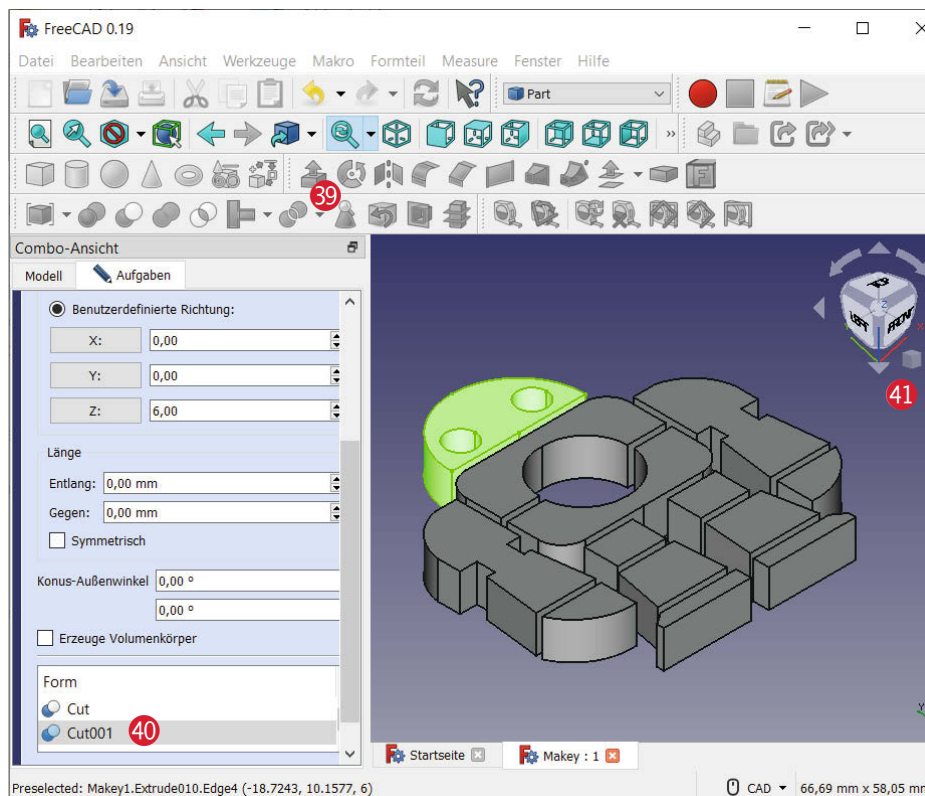 FreeCAD 0.19
Datei Bearbeiten Ansicht Werkzeuge Makro Formteil Measure Fenster Hilfe
Part
39
Combo-Ansicht
Modell Aufgaben
Benutzerdefinierte Richtung:
X: 0,00
Y: 0,00
Z: 6,00
Länge
Entlang: 0,00 mm
Gegen: 0,00 mm
Symmetrisch
Konus-Außenwinkel 0,00 º
0,00 º
Erzeuge Volumenkörper
Form
Cut
Cut001 40
TOP
LEFT FRONT
Z
X
41
Y
Startseite Makey : 1
Preselected: Makey1.Extrude010.Edge4 (-18.7243, 10.1577, 6) CAD 66,69 mm x 58,05 mm